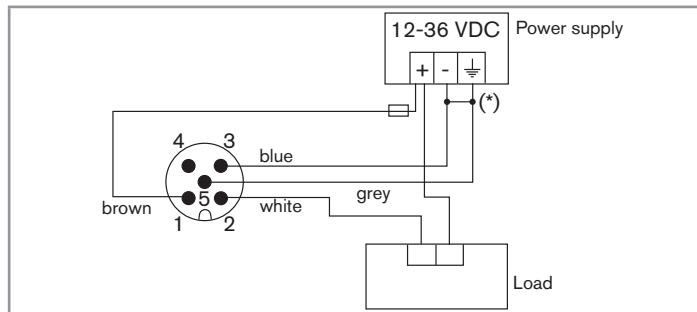 12-36 VDC
Power supply
+ -
(*)
4 3
blue
5
grey
brown
white
1 2
Load